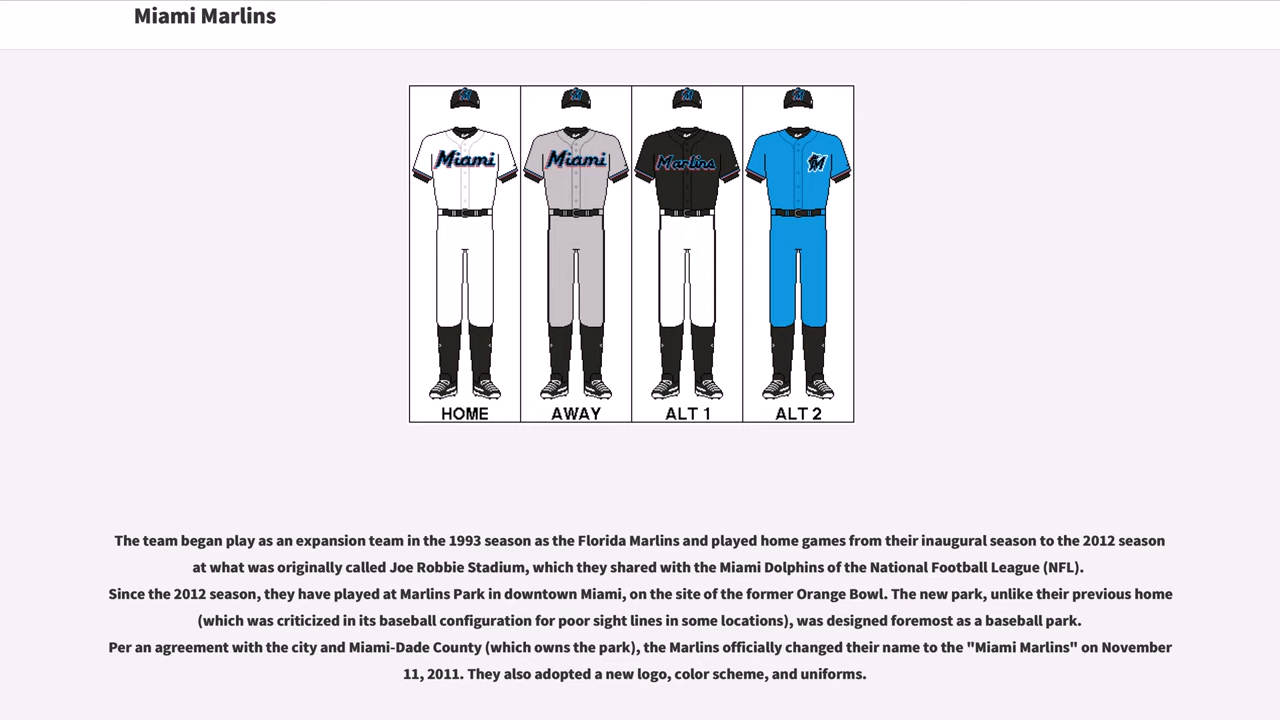 Miami Marlins
Miami Miami Marlins M
HOME AWAY ALT 1 ALT 2
The team began play as an expansion team in the 1993 season as the Florida Marlins and played home games from their inaugural season to the 2012 season
at what was originally called Joe Robbie Stadium, which they shared with the Miami Dolphins of the National Football League (NFL).
Since the 2012 season, they have played at Marlins Park in downtown Miami, on the site of the former Orange Bowl. The new park, unlike their previous home
(which was criticized in its baseball configuration for poor sight lines in some locations), was designed foremost as a baseball park.
Per an agreement with the city and Miami-Dade County (which owns the park), the Marlins officially changed their name to the "Miami Marlins" on November
11, 2011. They also adopted a new logo, color scheme, and uniforms.